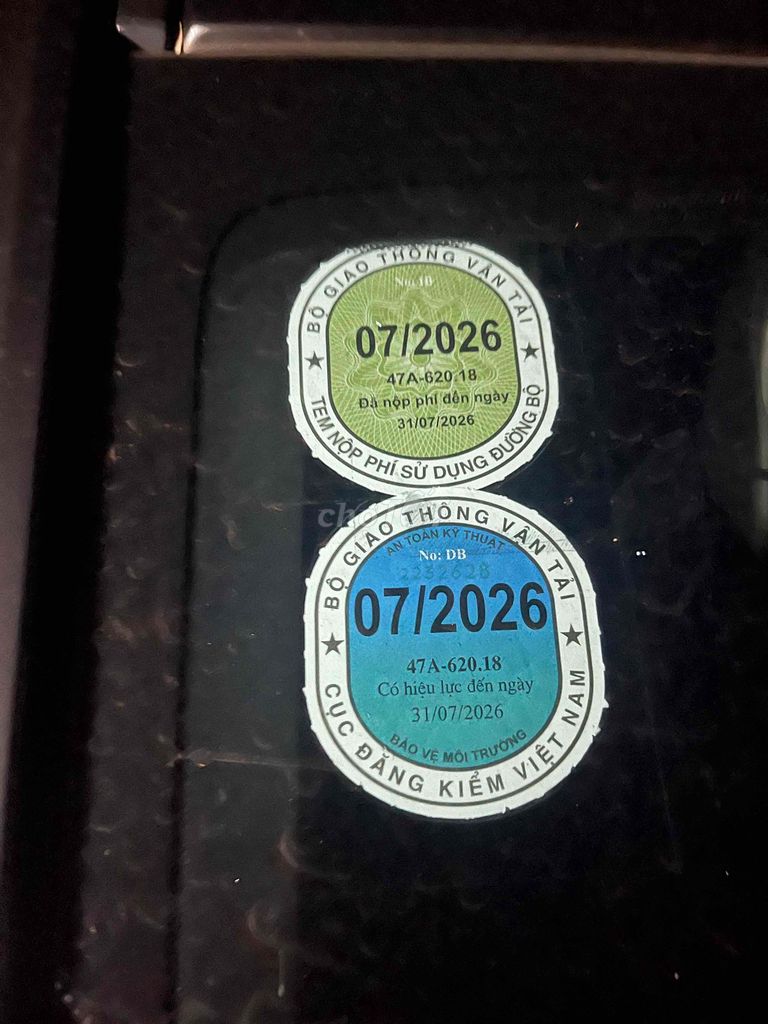 BỘ GIAO THÔNG VẬN TẢI
07/2026
47A-620.18
Đã nộp phí đến ngày
31/07/2026
TEM NỘP PHÍ SỬ DỤNG ĐƯỜNG BỘ
BỘ GIAO THÔNG VẬN TẢI
AN TOÀN KỸ THUẬT
No: DB
2232628
07/2026
47A-620.18
Có hiệu lực đến ngày
31/07/2026
BẢO VỆ MÔI TRƯỜNG
CỤC ĐĂNG KIỂM VIỆT NAM